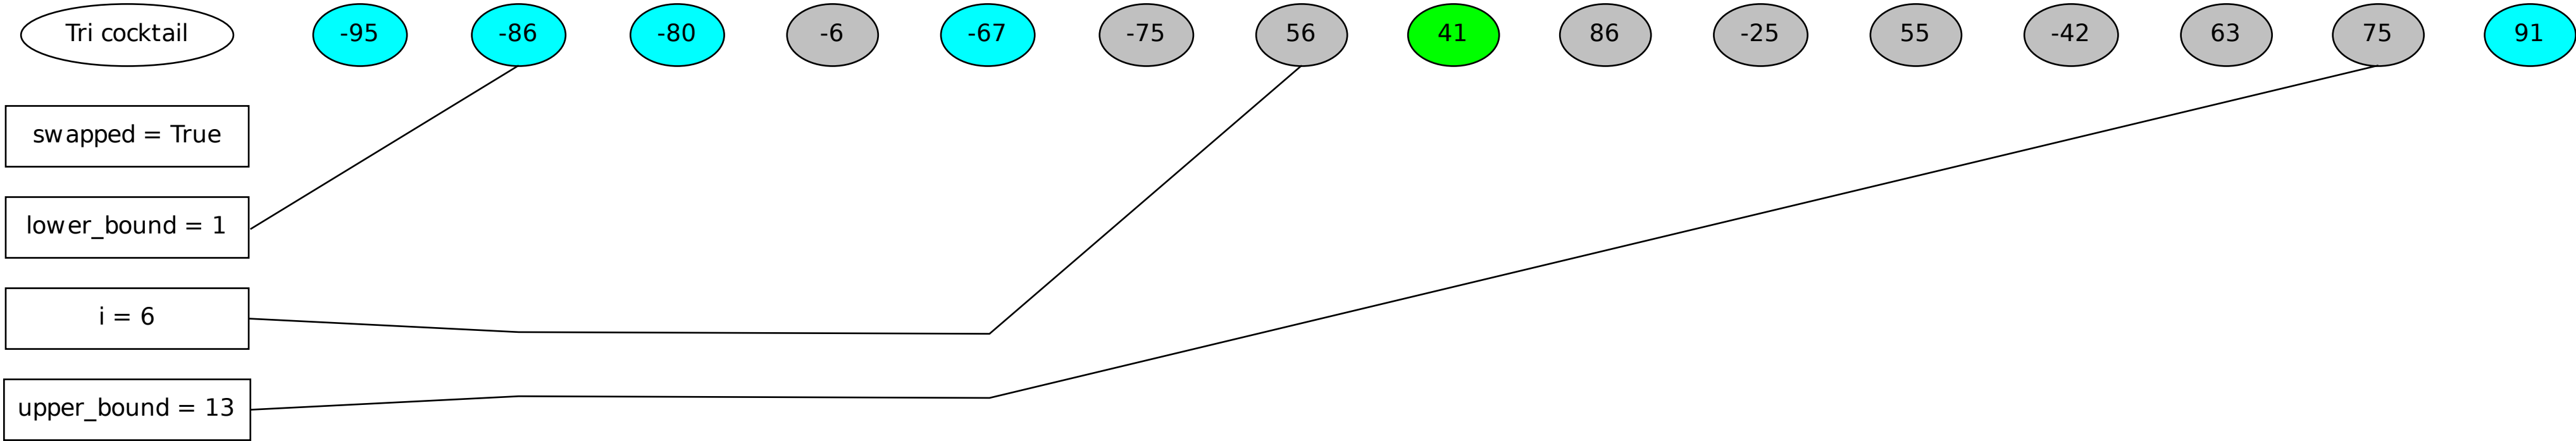 Tri cocktail -95 -86 -80 -6 -67 -75 56 41 86 -25 55 -42 63 75 91
swapped = True
lower_bound = 1
i = 6
upper_bound = 13